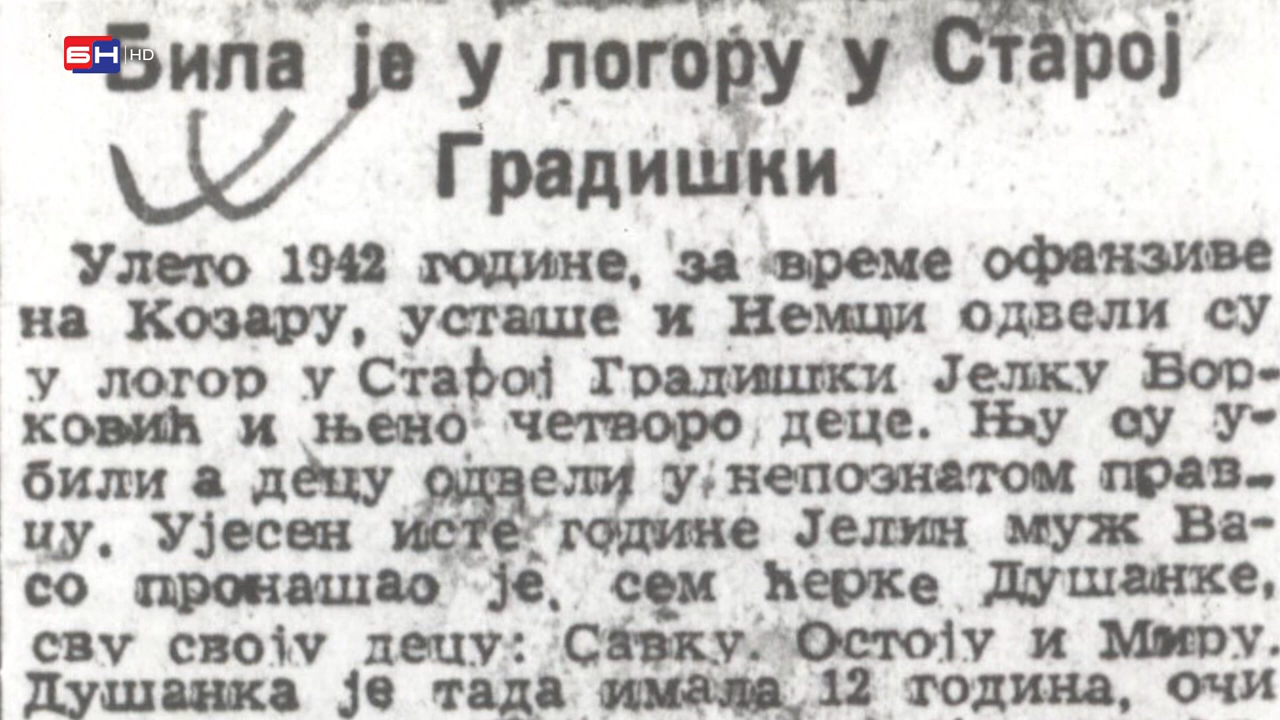 БН HD
Била је у логору у Старој
Градишки
Улето 1942 године, за време офанзиве
на Козару, усташе и Немци одвели су
у логор у Старој Градишки Јелку Бор-
ковић и њено четворо деце. Њу су у-
били а децу одвели у непознатом прав-
цу. Ујесен исте године Јелин муж Ва-
со пронашао је, сем ћерке Душанке,
сву своју децу: Савку. Остоју и Миру.
Душанка је тада имала 12 година, очи